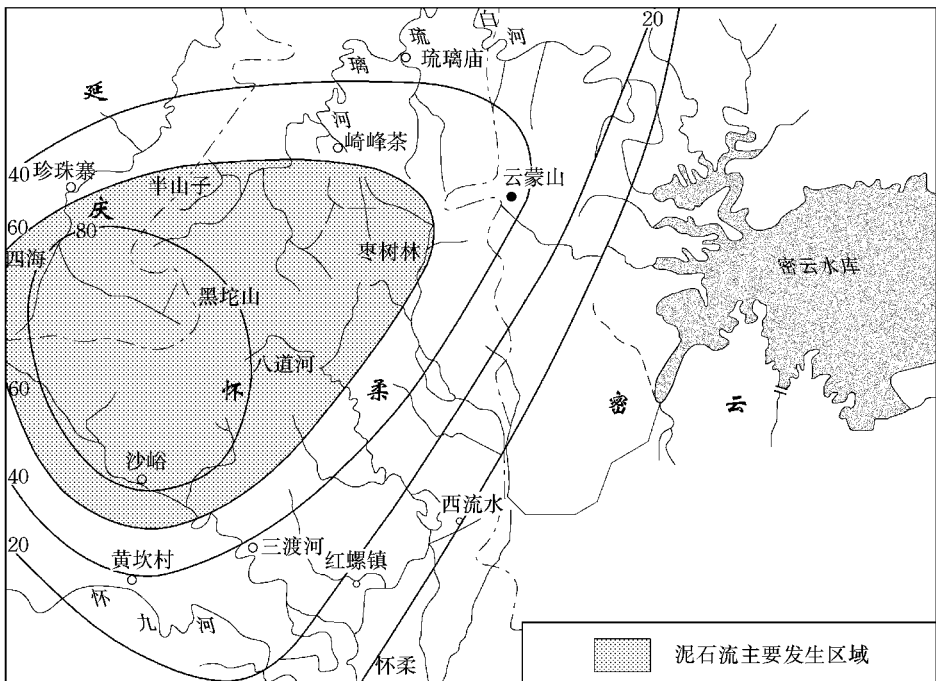 琉
白
20
河
琉璃庙
璃
延
河
崎峰茶
40
珍珠寨
半山子
云蒙山
庆
60
80
枣树林
四海
密云水库
黑坨山
八道河
60
怀
柔
密
云
沙峪
40
西流水
20
三渡河
黄坎村
红螺镇
怀
九
河
怀柔
泥石流主要发生区域